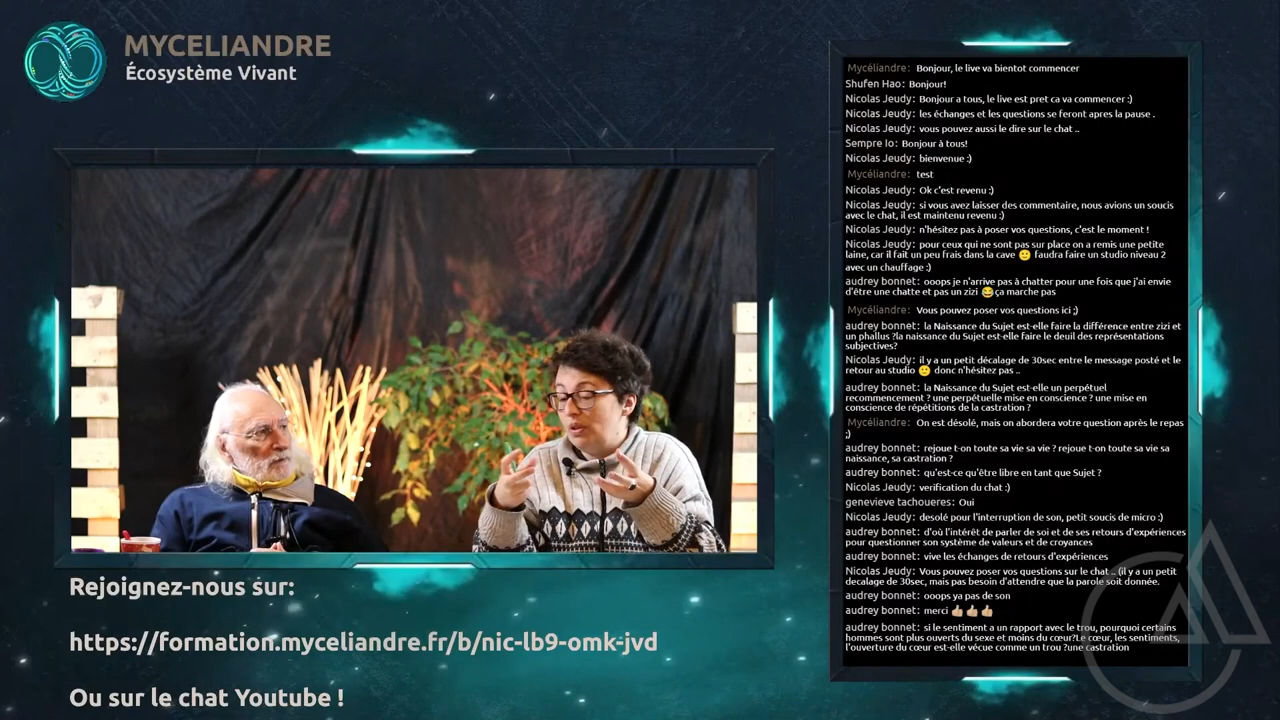 MYCELIANDRE
Écosystème Vivant
Mycéliandre: Bonjour, le live va bientot commencer
Shufen Hao: Bonjour!
Nicolas Jeudy: Bonjour a tous, le live est pret ca va commencer :)
Nicolas Jeudy: les échanges et les questions se feront apres la pause .
Nicolas Jeudy: vous pouvez aussi le dire sur le chat ..
Sempre Io: Bonjour à tous!
Nicolas Jeudy: bienvenue :)
Mycéliandre: test
Nicolas Jeudy: Ok c'est revenu :)
Nicolas Jeudy: si vous avez laisser des commentaire, nous avions un soucis
avec le chat, il est maintenu revenu :)
Nicolas Jeudy: n'hésitez pas à poser vos questions, c'est le moment !
Nicolas Jeudy: pour ceux qui ne sont pas sur place on a remis une petite
laine, car il fait un peu frais dans la cave 🙂 faudra faire un studio niveau 2
avec un chauffage :)
audrey bonnet: ooops je n'arrive pas à chatter pour une fois que j'ai envie
d'être une chatte et pas un zizi 😂ça marche pas
Mycéliandre: Vous pouvez poser vos questions ici ;)
audrey bonnet: la Naissance du Sujet est-elle faire la différence entre zizi et
un phallus ?la naissance du Sujet est-elle faire le deuil des représentations
subjectives?
Nicolas Jeudy: il y a un petit décalage de 30sec entre le message posté et le
retour au studio 🙂 donc n'hésitez pas ..
audrey bonnet: la Naissance du Sujet est-elle un perpétuel
recommencement ? une perpétuelle mise en conscience ? une mise en
conscience de répétitions de la castration ?
Mycéliandre: On est désolé, mais on abordera votre question après le repas
;)
audrey bonnet: rejoue t-on toute sa vie sa vie ? rejoue t-on toute sa vie sa
naissance, sa castration ?
audrey bonnet: qu'est-ce qu'être libre en tant que Sujet ?
Nicolas Jeudy: verification du chat :)
genevieve tachoueres: Oui
Nicolas Jeudy: desolé pour l'interruption de son, petit soucis de micro :)
audrey bonnet: d'où l'intérêt de parler de soi et de ses retours d'expériences
pour questionner son système de valeurs et de croyances
audrey bonnet: vive les échanges de retours d'expériences
Nicolas Jeudy: Vous pouvez poser vos questions sur le chat .. (il y a un petit
decalage de 30sec, mais pas besoin d'attendre que la parole soit donnée.
audrey bonnet: ooops ya pas de son
audrey bonnet: merci 👍🏼👍🏼👍🏼
audrey bonnet: si le sentiment a un rapport avec le trou, pourquoi certains
hommes sont plus ouverts du sexe et moins du cœur?Le cœur, les sentiments,
l'ouverture du cœur est-elle vécue comme un trou ?une castration
Rejoignez-nous sur:
https://formation.myceliandre.fr/b/nic-lb9-omk-jvd
Ou sur le chat Youtube !